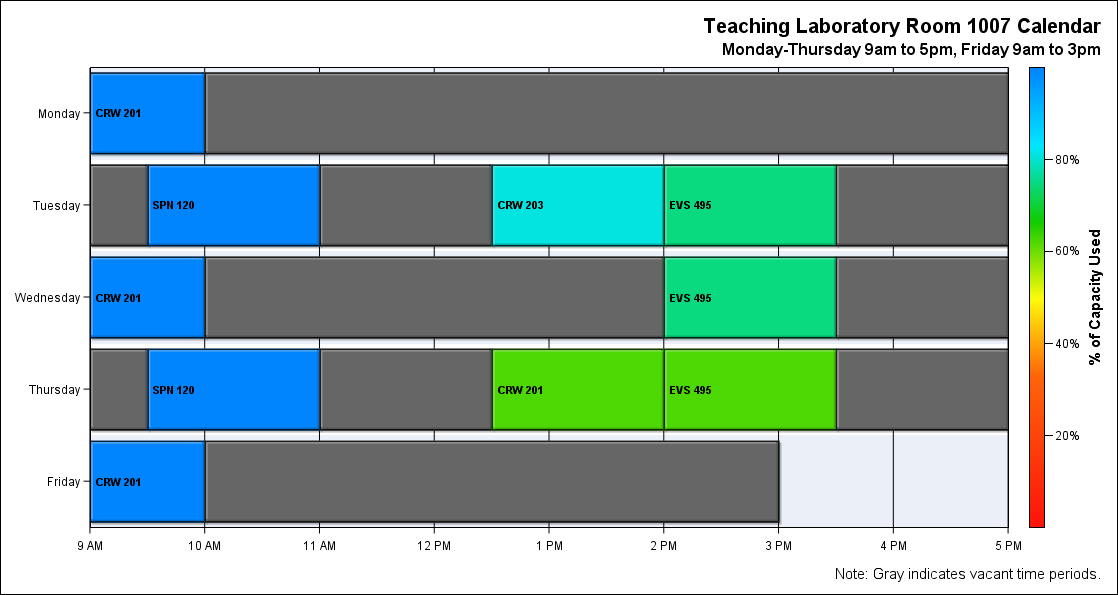 Teaching Laboratory Room 1007 Calendar
Monday-Thursday 9am to 5pm, Friday 9am to 3pm
Monday
CRW 201
Tuesday
SPN 120
CRW 203
EVS 495
Wednesday
CRW 201
EVS 495
Thursday
SPN 120
CRW 201
EVS 495
Friday
CRW 201
9 AM
10 AM
11 AM
12 PM
1 PM
2 PM
3 PM
4 PM
5 PM
80%
60%
40%
20%
% of Capacity Used
Note: Gray indicates vacant time periods.